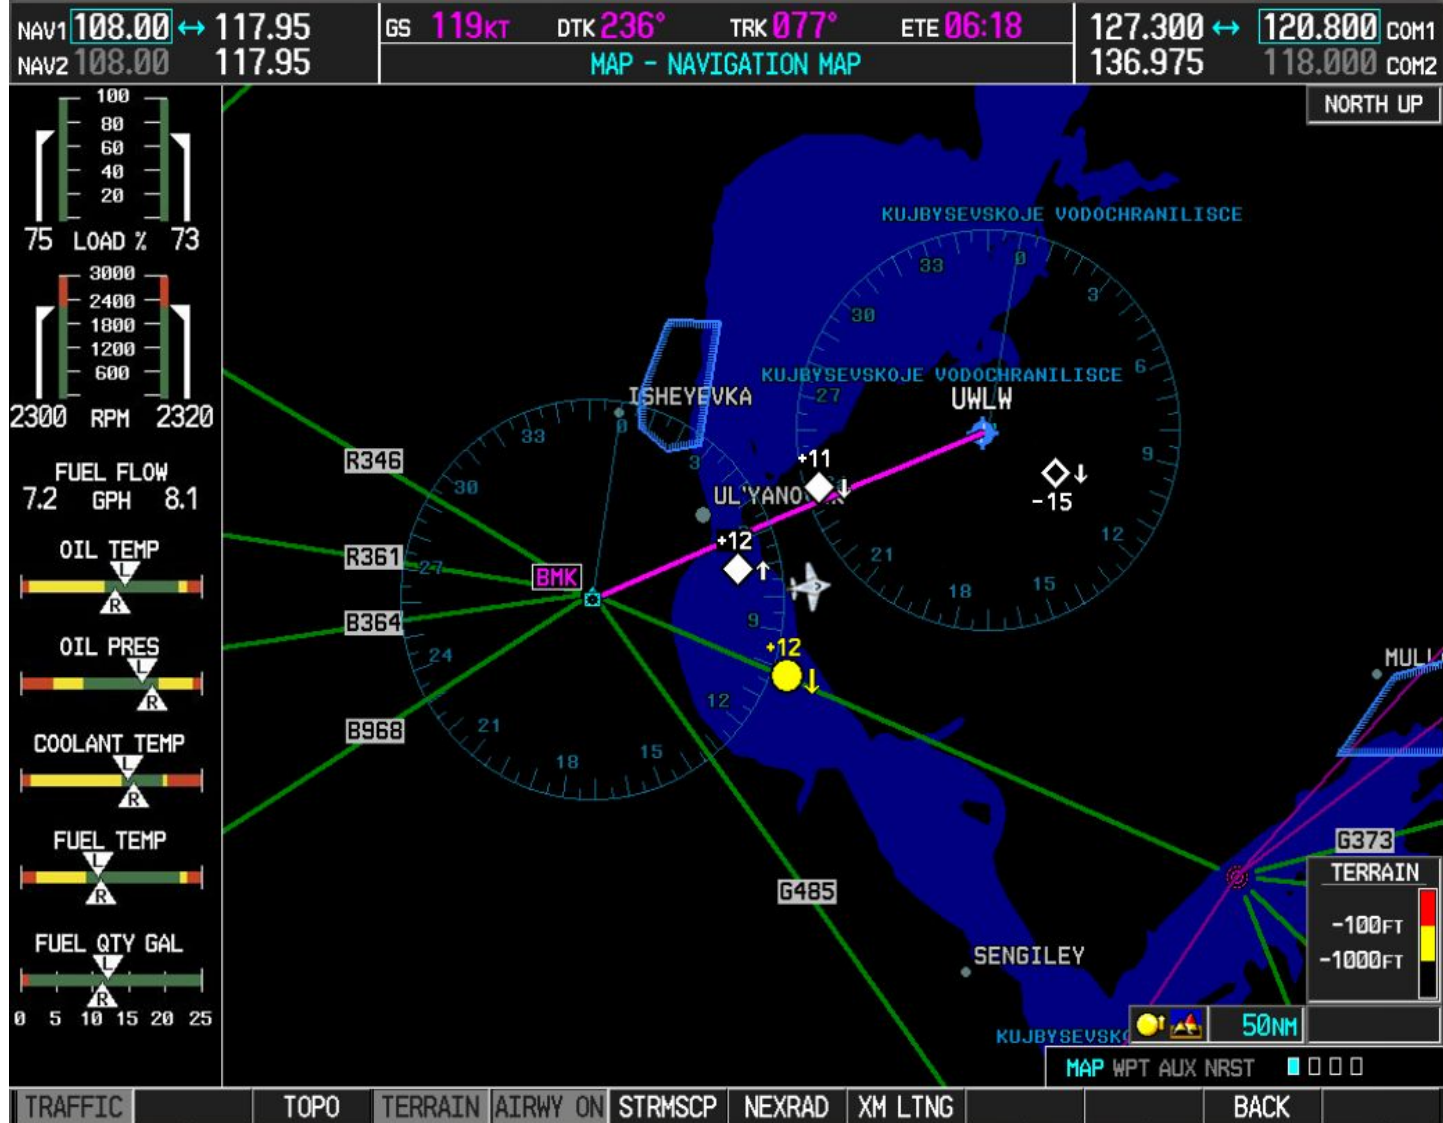 NAV1 108.00 ↔ 117.95
NAV2 108.00 117.95
GS 119KT DTK 236° TRK 077° ETE 06:18
MAP - NAVIGATION MAP
127.300 ↔ 120.800 COM1
136.975 118.000 COM2
NORTH UP
100
80
60
40
20
75 LOAD % 73
3000
2400
1800
1200
600
2300 RPM 2320
FUEL FLOW
7.2 GPH 8.1
OIL TEMP
L
R
OIL PRES
L
R
COOLANT TEMP
L
R
FUEL TEMP
L
R
FUEL QTY GAL
L
R
0 5 10 15 20 25
KUJBYSEVSKOJE VODOCHRANILISCE
33 0 3 6 9 12 15 18 21 27 30
KUJBYSEVSKOJE VODOCHRANILISCE
UWLW
ISHEYEVKA
33 0 3 9 12 15 18 21 24 27 30
R346
+11
-15
UL'YANO
+12
R361
BMK
B364
+12
MULL
B968
G373
G485
SENGILEY
KUJBYSEVSK
TERRAIN
-100FT
-1000FT
50NM
MAP WPT AUX NRST
TRAFFIC TOPO TERRAIN AIRWY ON STRMSCP NEXRAD XM LTNG BACK